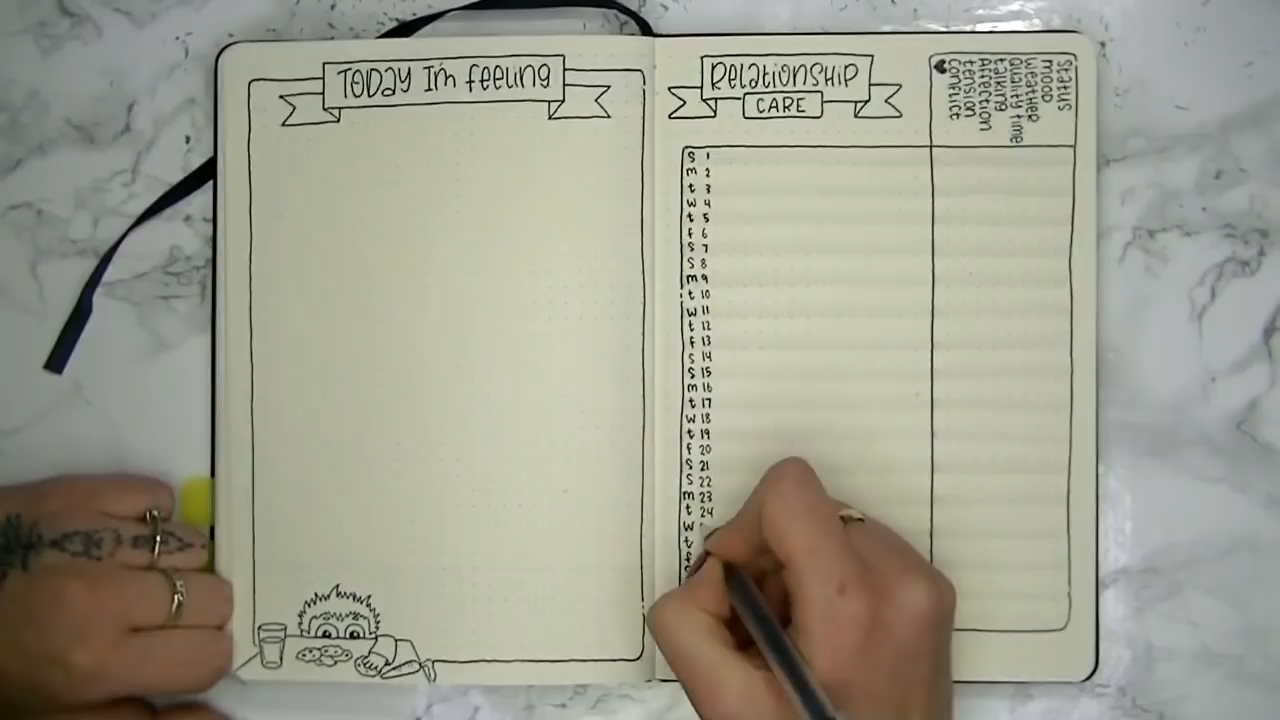 TODAY I'm feeling
RELATIONSHIP
CARE
STATUS
MOOD
WEATHER
Quality time
talking
Affection
tension
Conflict
S 1
m 2
t 3
W 4
t 5
f 6
S 7
S 8
m 9
t 10
W 11
t 12
f 13
S 14
S 15
m 16
t 17
W 18
t 19
f 20
S 21
S 22
m 23
t 24
W
t
f